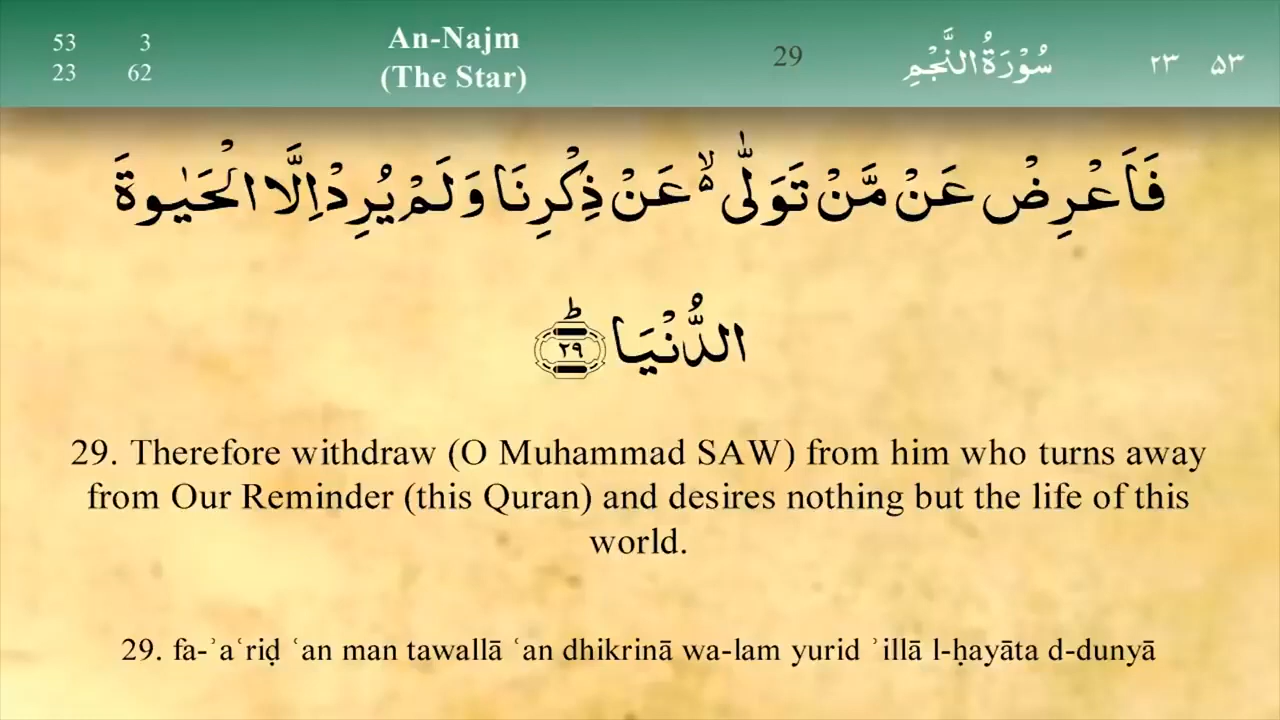 53 3
23 62
An-Najm
(The Star)
29
سُوْرَةُ النَّجْمِ
٢٣ ۵۳
فَاَعْرِضْ عَنْ مَّنْ تَوَلّٰى ۙ۬ عَنْ ذِكْرِنَا وَلَمْ يُرِدْ اِلَّا الْحَيٰوةَ
الدُّنْيَا ؕ ٢٩
29. Therefore withdraw (O Muhammad SAW) from him who turns away
from Our Reminder (this Quran) and desires nothing but the life of this
world.
29. fa-ʾaʿriḍ ʿan man tawallā ʿan dhikrinā wa-lam yurid ʾillā l-ḥayāta d-dunyā